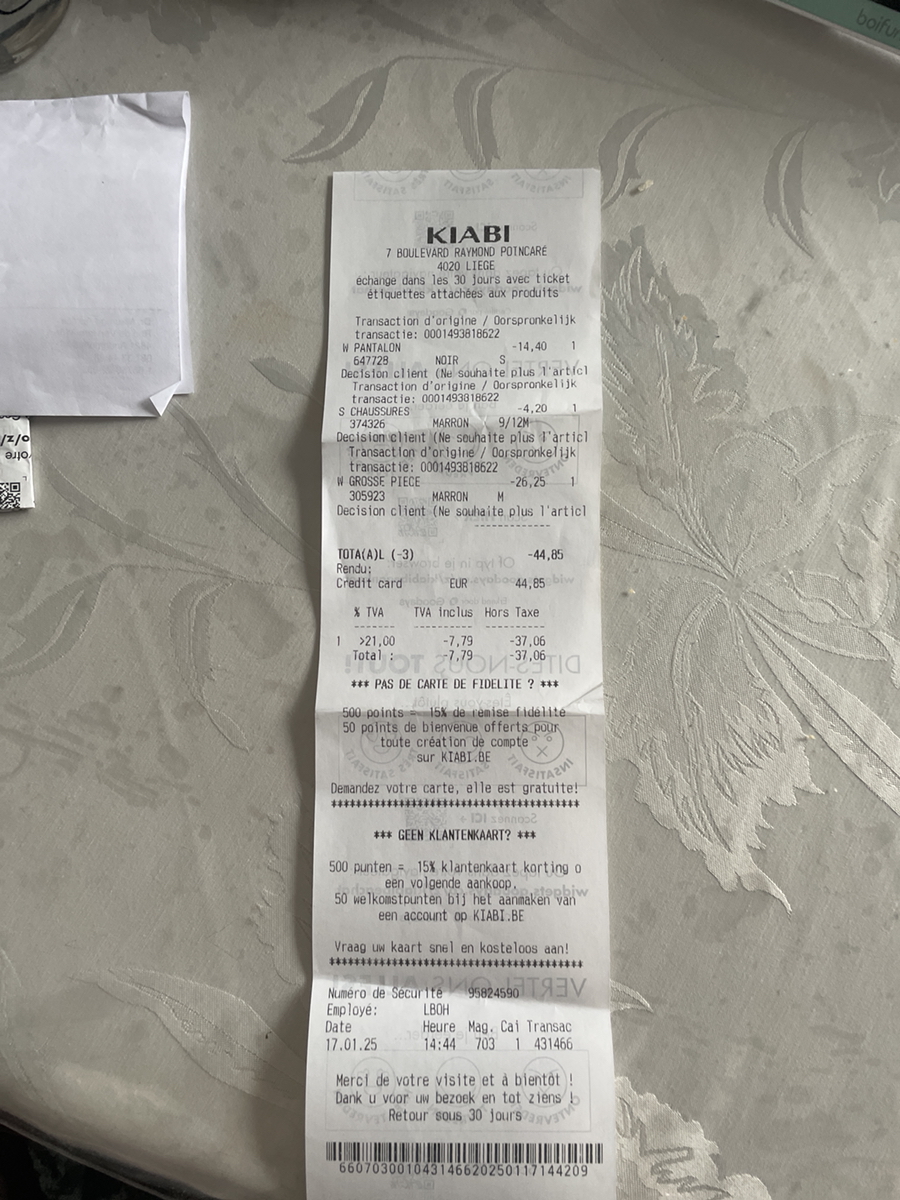 boifun
KIABI
7 BOULEVARD RAYMOND POINCARÉ
4020 LIEGE
échange dans les 30 jours avec ticket
étiquettes attachées aux produits
Transaction d'origine / Oorspronkelijk
transactie: 0001493818622
W PANTALON -14,40 1
647728 NOIR S
Decision client (Ne souhaite plus l'articl
Transaction d'origine / Oorspronkelijk
transactie: 0001493818622
S CHAUSSURES -4,20 1
374326 MARRON 9/12M
Decision client (Ne souhaite plus l'articl
Transaction d'origine / Oorspronkelijk
transactie: 0001493818622
W GROSSE PIECE -26,25 1
305923 MARRON M
Decision client (Ne souhaite plus l'articl
------------
TOTA(A)L (-3) -44,85
Rendu:
Credit card EUR 44,85
% TVA TVA inclus Hors Taxe
------- ---------- ----------
1 >21,00 -7,79 -37,06
Total : -7,79 -37,06
*** PAS DE CARTE DE FIDELITE ? ***
500 points = 15% de remise fidélité
50 points de bienvenue offerts pour
toute création de compte
sur KIABI.BE
Demandez votre carte, elle est gratuite!
****************************************
*** GEEN KLANTENKAART? ***
500 punten = 15% klantenkaart korting o
een volgende aankoop.
50 welkomstpunten bij het aanmaken van
een account op KIABI.BE
Vraag uw kaart snel en kosteloos aan!
****************************************
Numéro de Sécurité 95824590
Employé: LBOH
Date Heure Mag. Cai Transac
17.01.25 14:44 703 1 431466
Merci de votre visite et à bientôt !
Dank u voor uw bezoek en tot ziens !
Retour sous 30 jours
660703001043146620250117144209